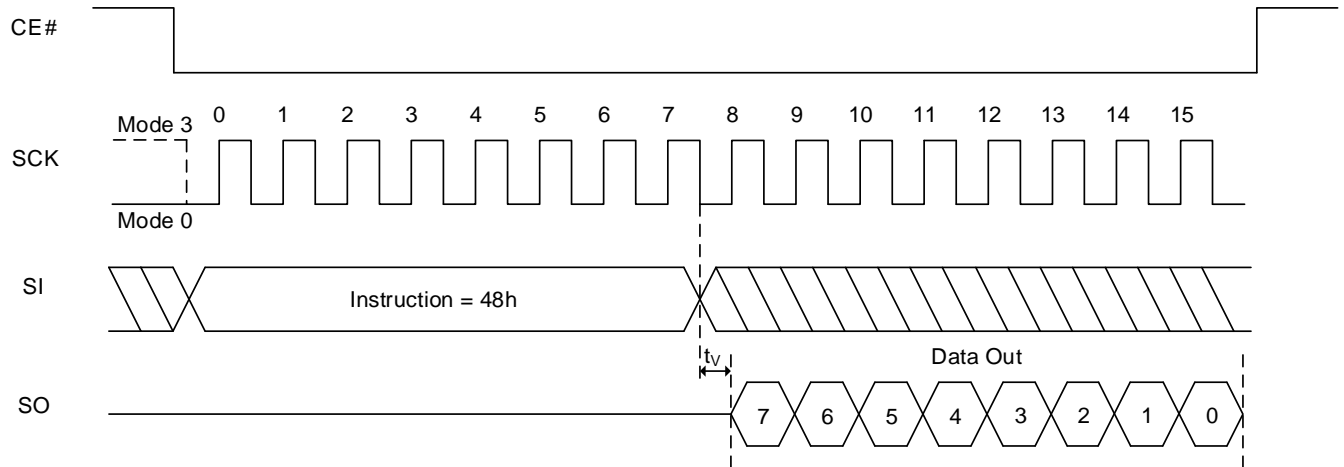 CE#
0 1 2 3 4 5 6 7 8 9 10 11 12 13 14 15
Mode 3
SCK
Mode 0
SI
Instruction = 48h
tV
Data Out
SO
7 6 5 4 3 2 1 0